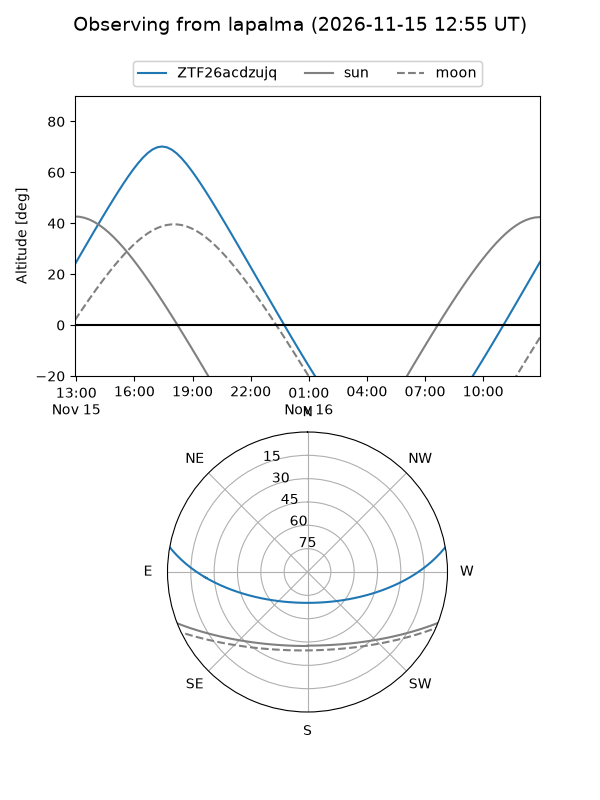 Observing from lapalma (2026-11-15 12:55 UT)
ZTF26acdzujq sun moon
Altitude [deg]
80
60
40
20
0
−20
13:00 16:00 19:00 22:00 01:00 04:00 07:00 10:00
Nov 15 Nov 16
N
NE NW
15
30
45
60
75
E W
SE SW
S